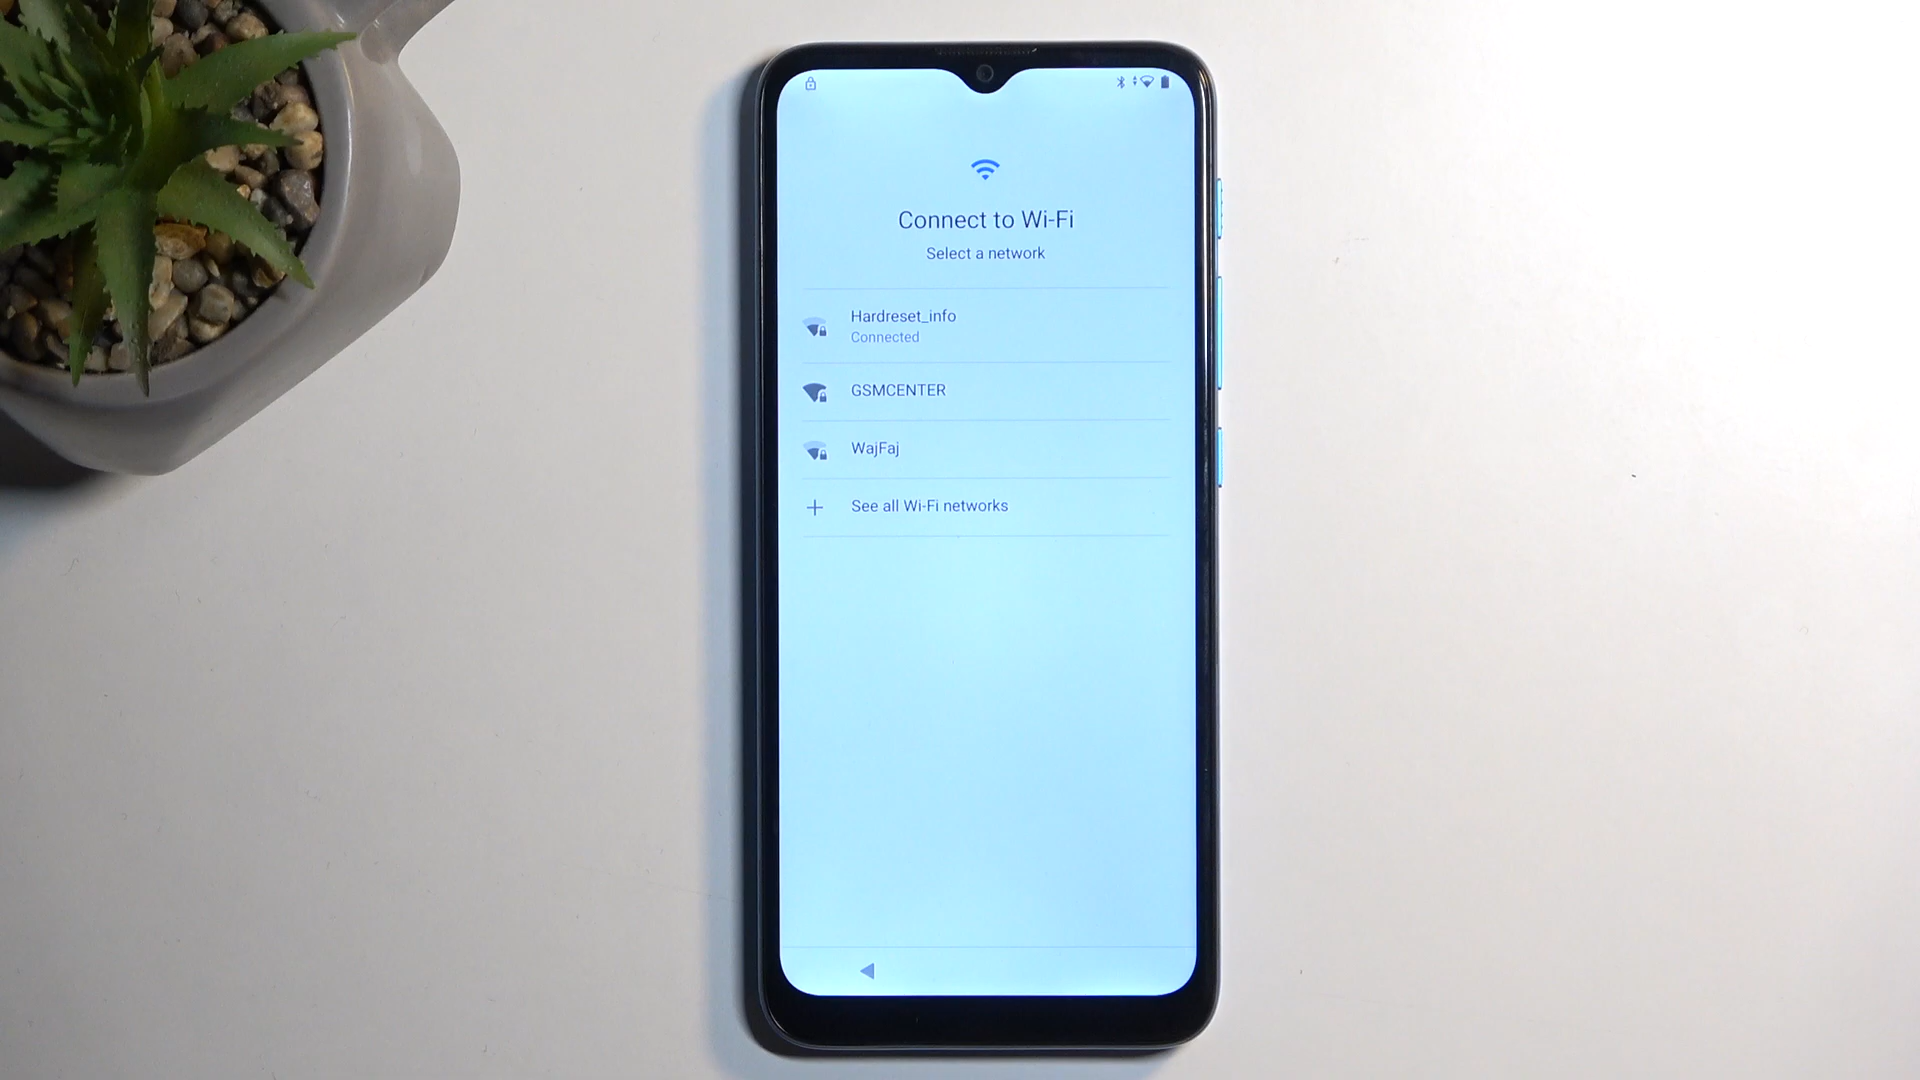 Connect to Wi-Fi
Select a network
Hardreset_info
Connected
GSMCENTER
WajFaj
See all Wi-Fi networks